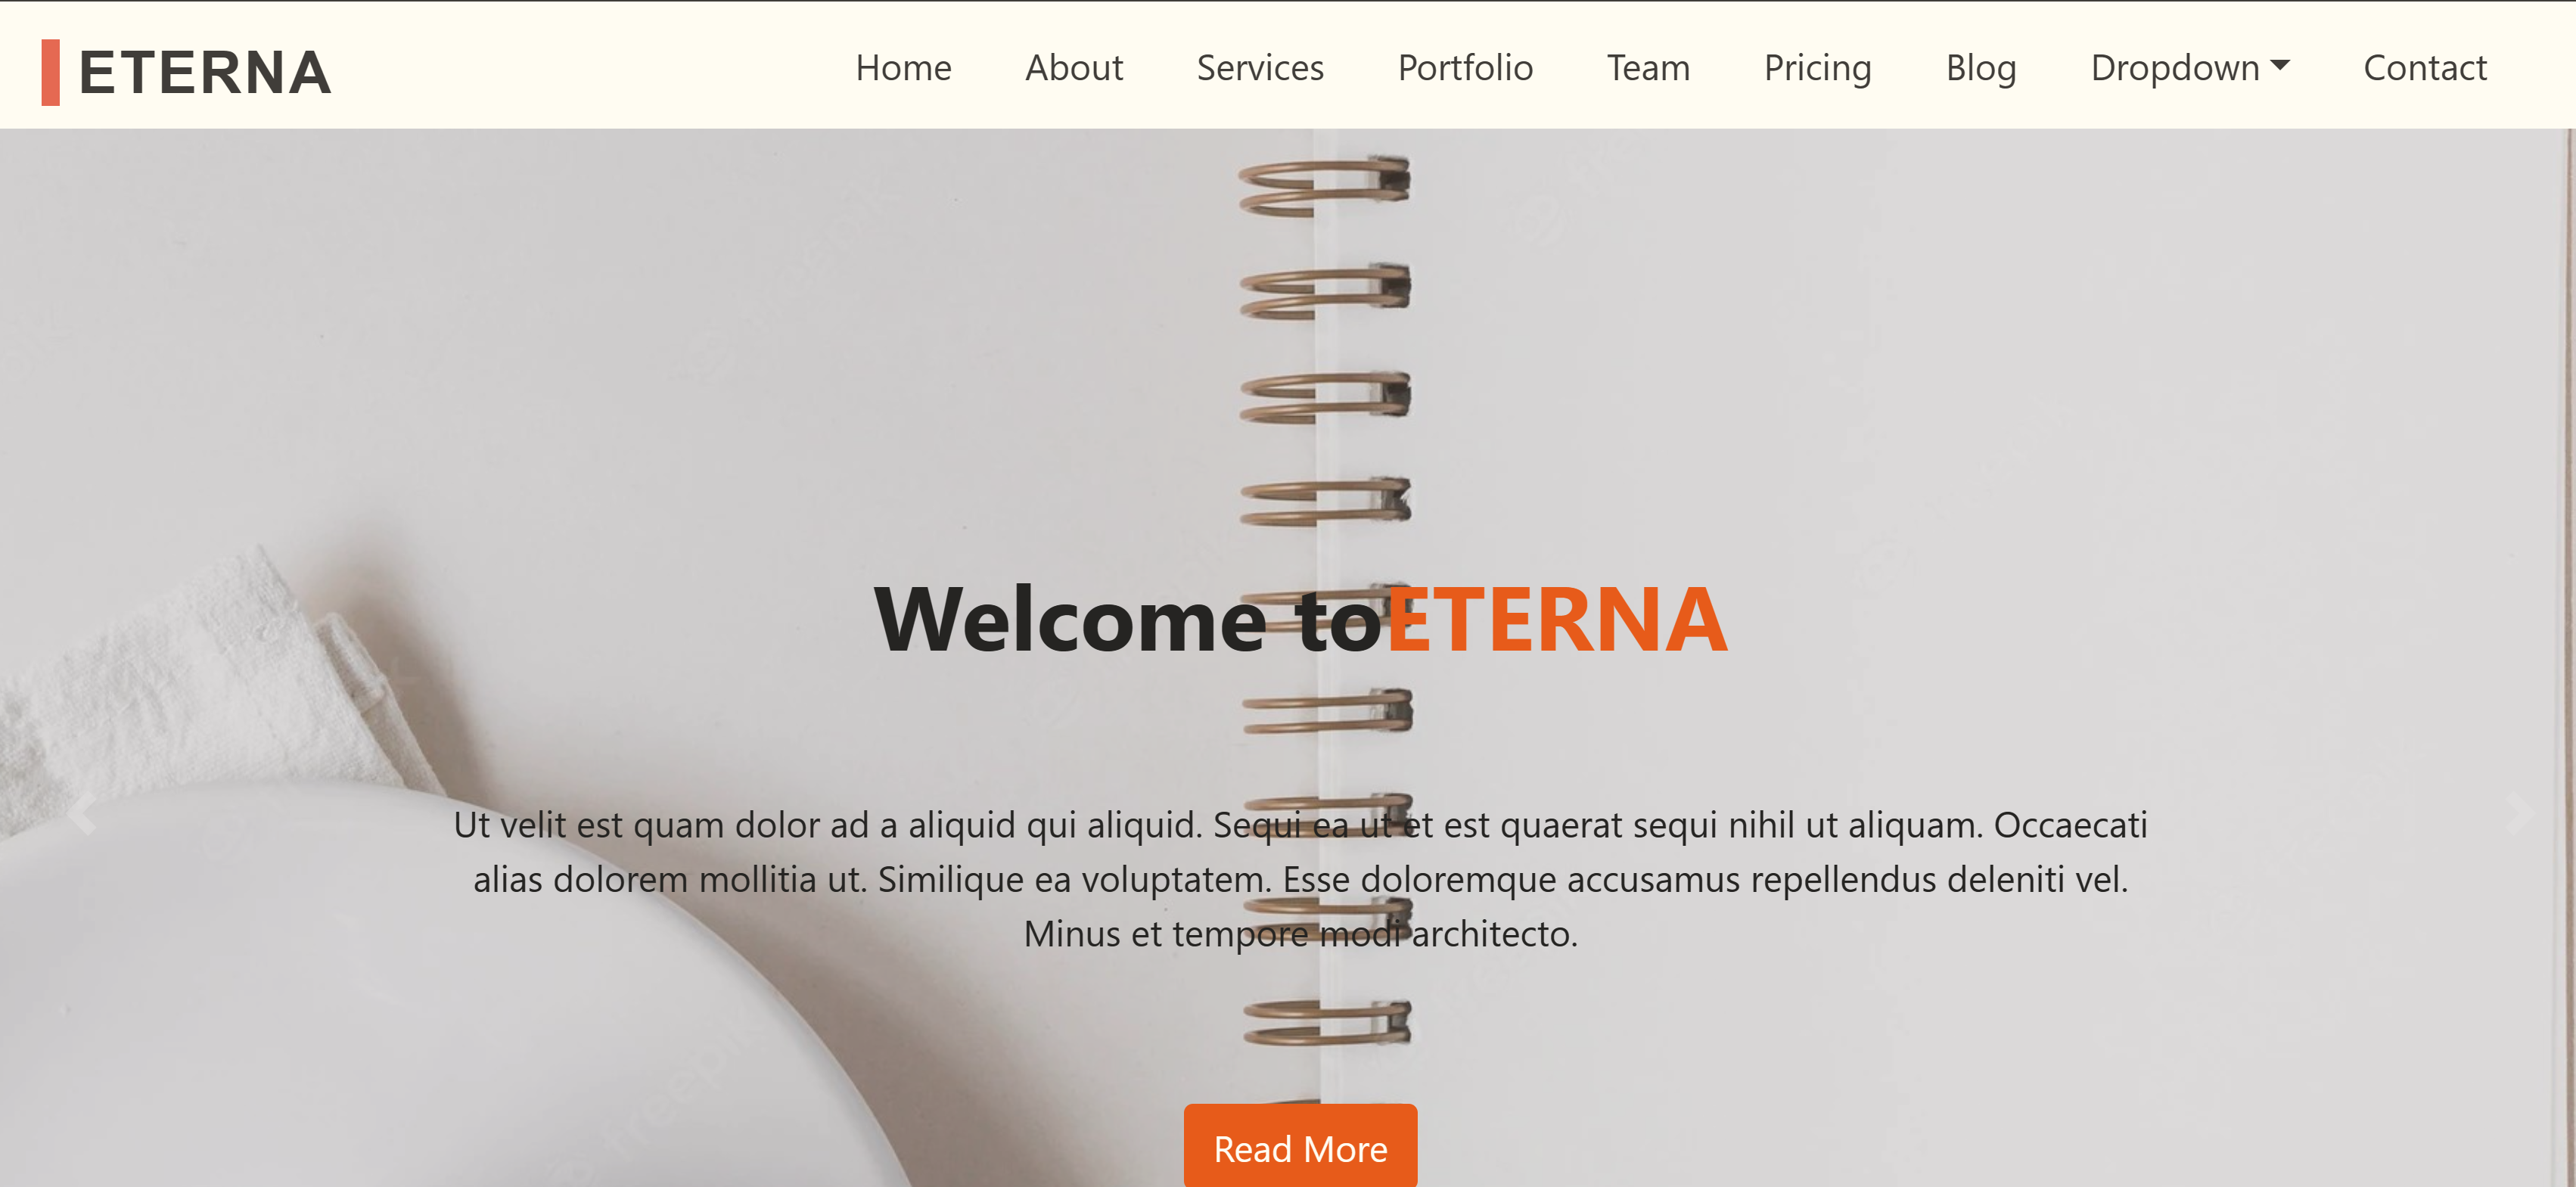 ETERNA
Home About Services Portfolio Team Pricing Blog Dropdown Contact
Welcome toETERNA
Ut velit est quam dolor ad a aliquid qui aliquid. Sequi ea ut et est quaerat sequi nihil ut aliquam. Occaecati
alias dolorem mollitia ut. Similique ea voluptatem. Esse doloremque accusamus repellendus deleniti vel.
Minus et tempore modi architecto.
freepik
Read More